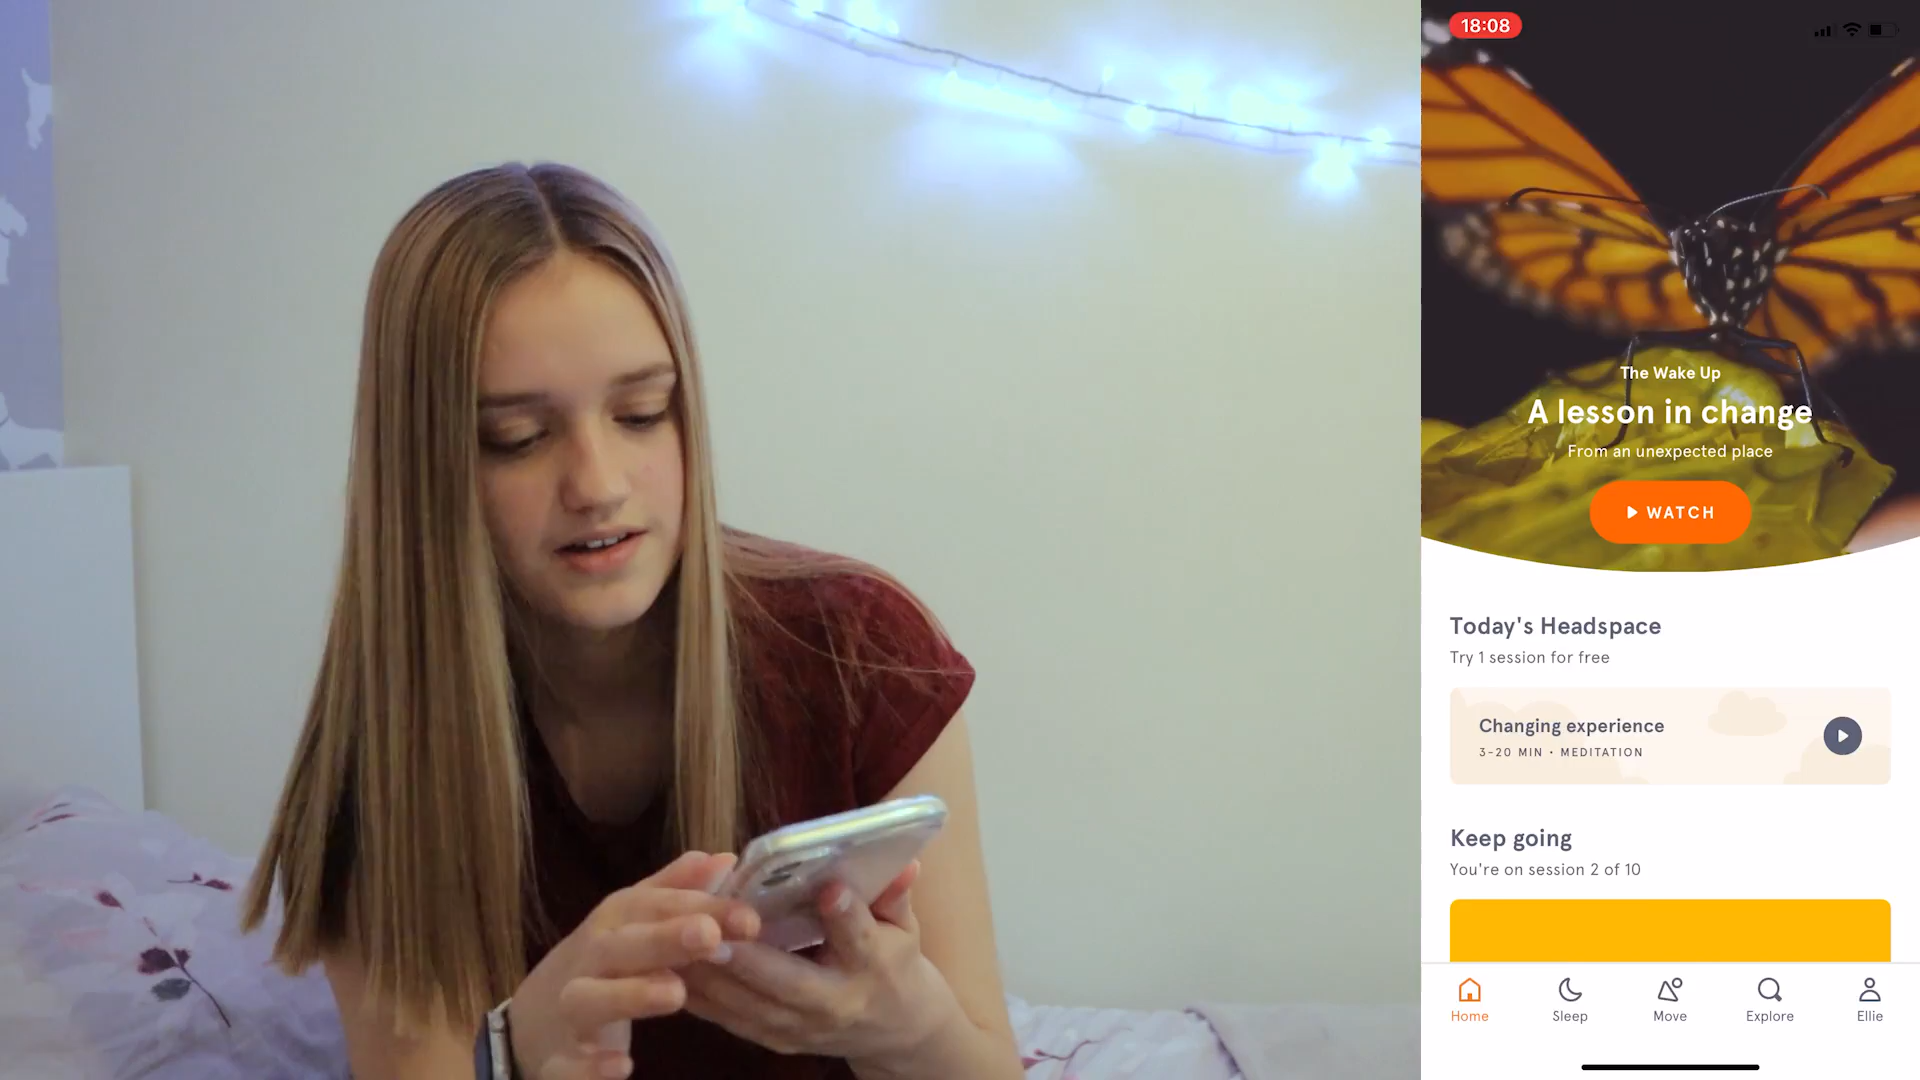 18:08
The Wake Up
A lesson in change
From an unexpected place
WATCH
Today's Headspace
Try 1 session for free
Changing experience
3-20 MIN • MEDITATION
Keep going
You're on session 2 of 10
Home
Sleep
Move
Explore
Ellie